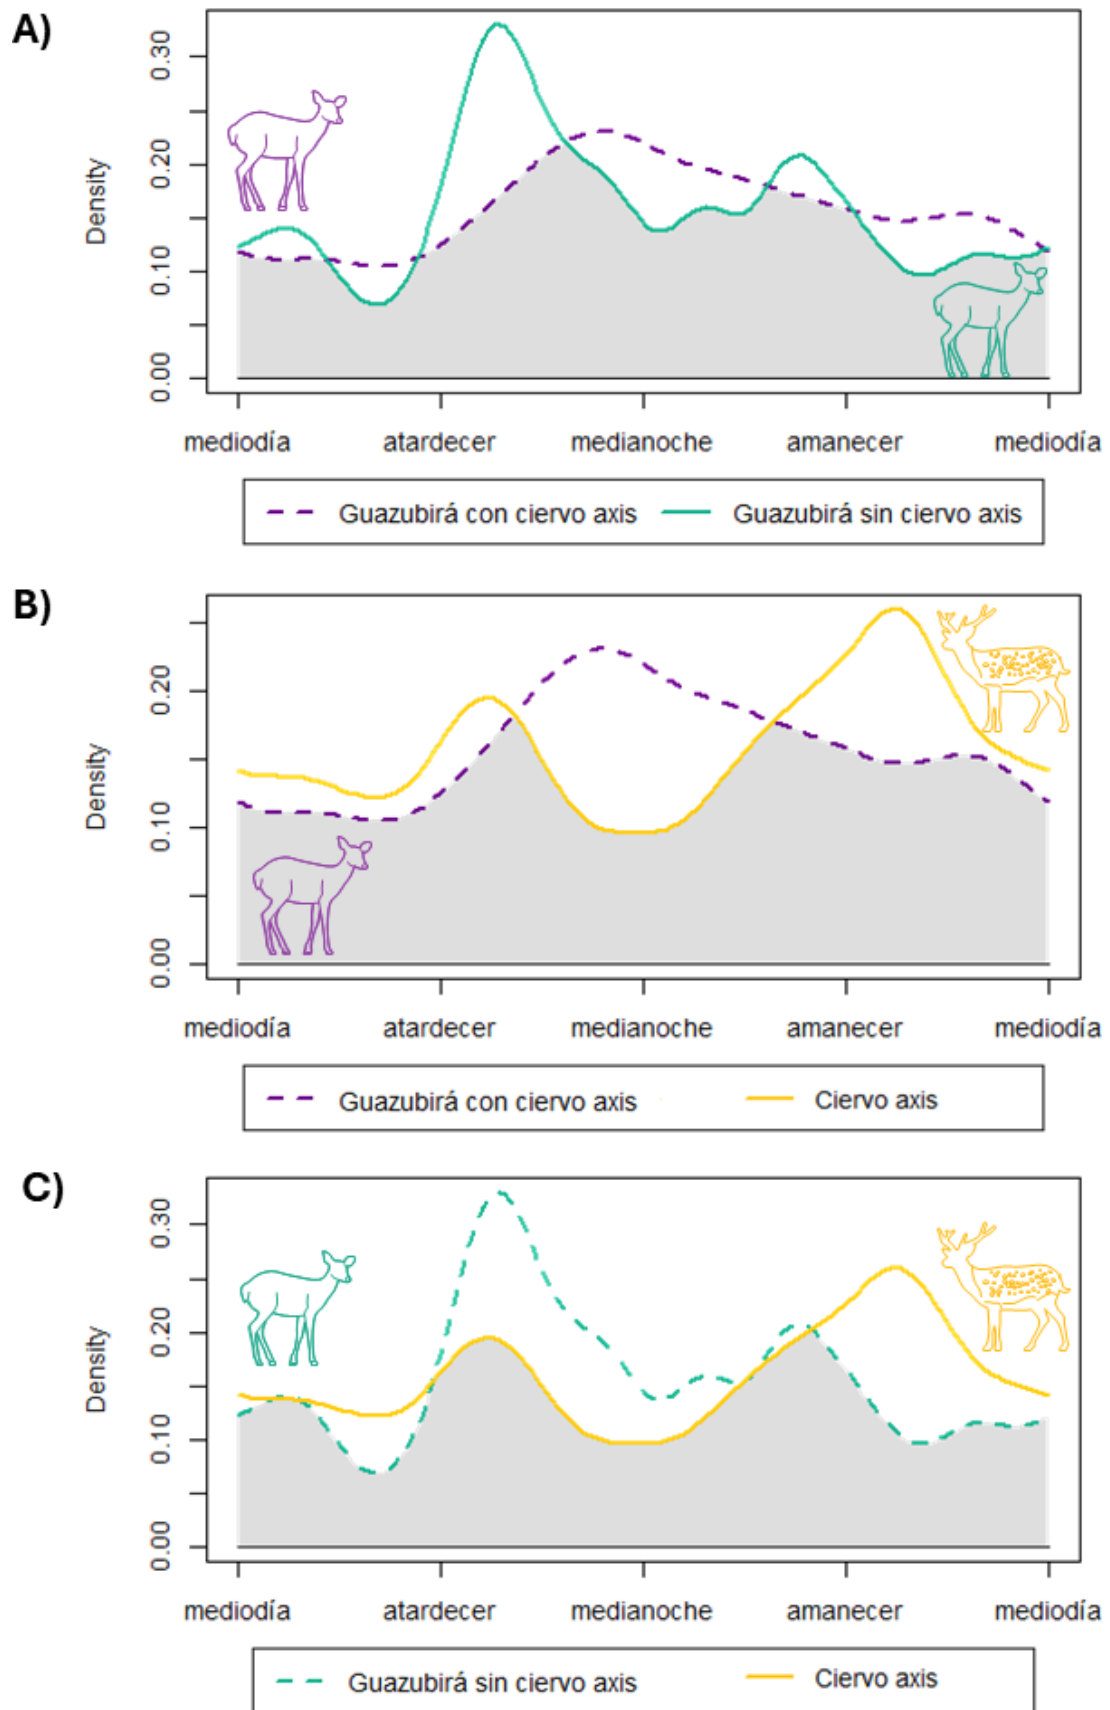 A)
Density
0.30
0.20
0.10
0.00
mediodía atardecer medianoche amanecer mediodía
Guazubirá con ciervo axis Guazubirá sin ciervo axis
B)
Density
0.20
0.10
0.00
mediodía atardecer medianoche amanecer mediodía
Guazubirá con ciervo axis Ciervo axis
C)
Density
0.30
0.20
0.10
0.00
mediodía atardecer medianoche amanecer mediodía
Guazubirá sin ciervo axis Ciervo axis